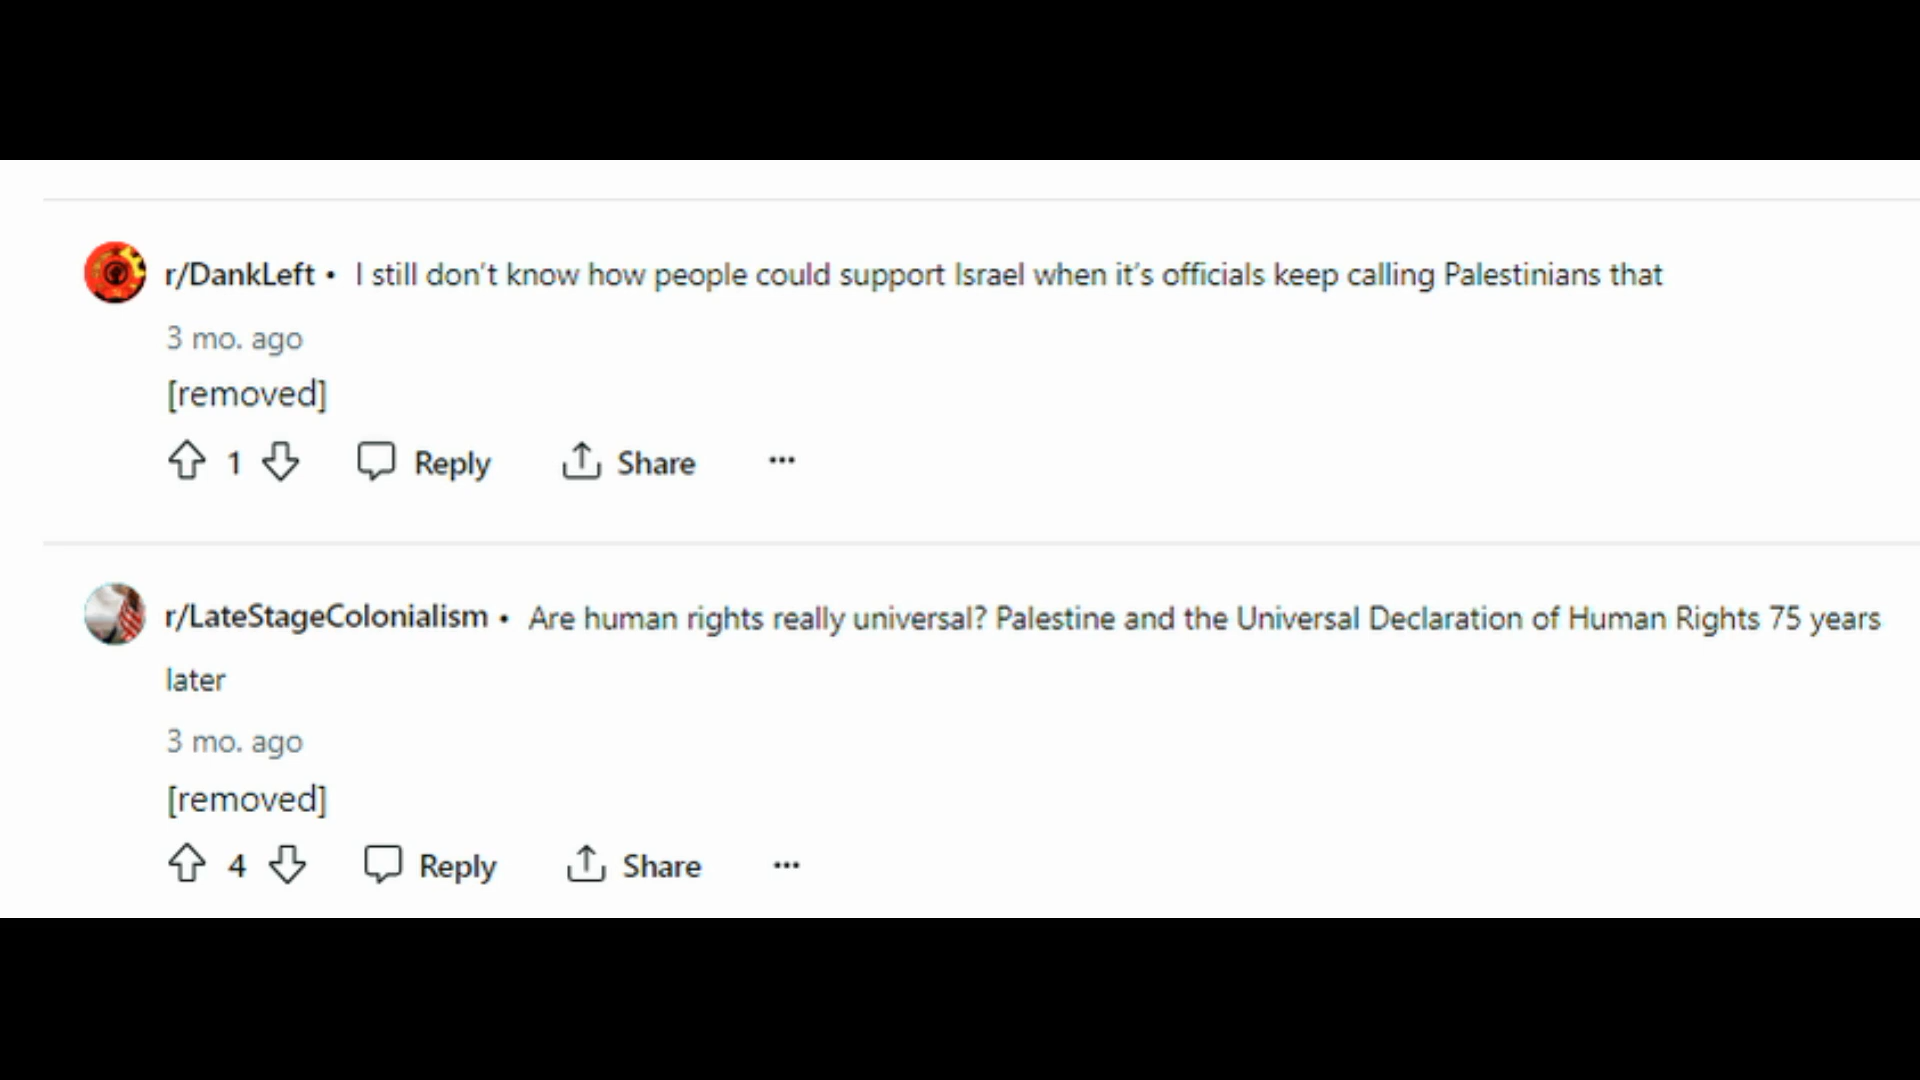 r/DankLeft • I still don't know how people could support Israel when it's officials keep calling Palestinians that
3 mo. ago
[removed]
1 Reply Share ...
r/LateStageColonialism • Are human rights really universal? Palestine and the Universal Declaration of Human Rights 75 years
later
3 mo. ago
[removed]
4 Reply Share ...